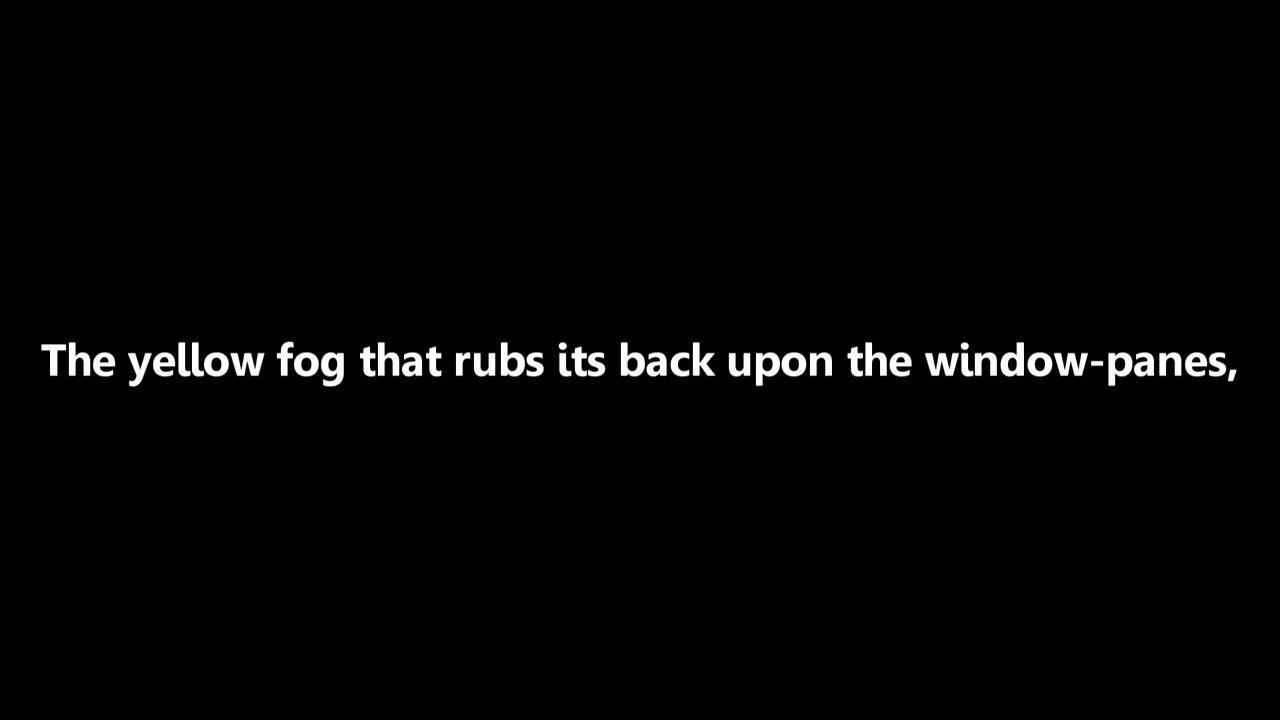 The yellow fog that rubs its back upon the window-panes,